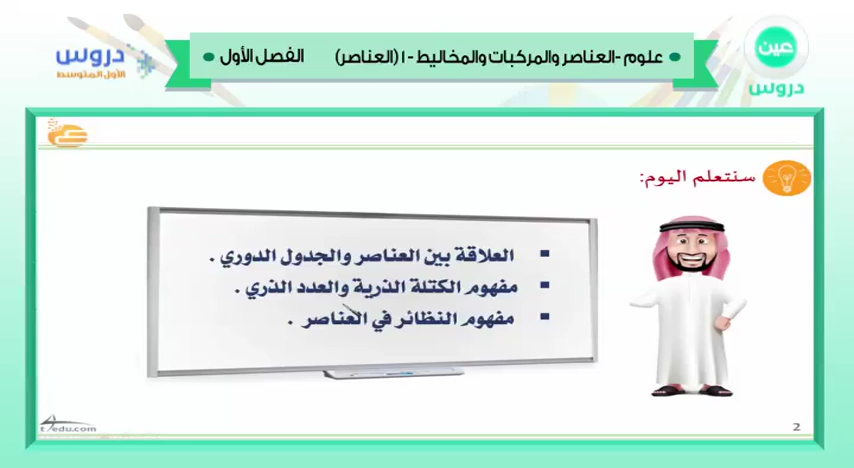 دروس
الأول المتوسط
علوم -العناصر والمركبات والمخاليط - ١ (العناصر) الفصل الأول
عين
دروس
سنتعلم اليوم:
العلاقة بين العناصر والجدول الدوري .
مفهوم الكتلة الذرية والعدد الذري .
مفهوم النظائر في العناصر .
t4edu.com
2